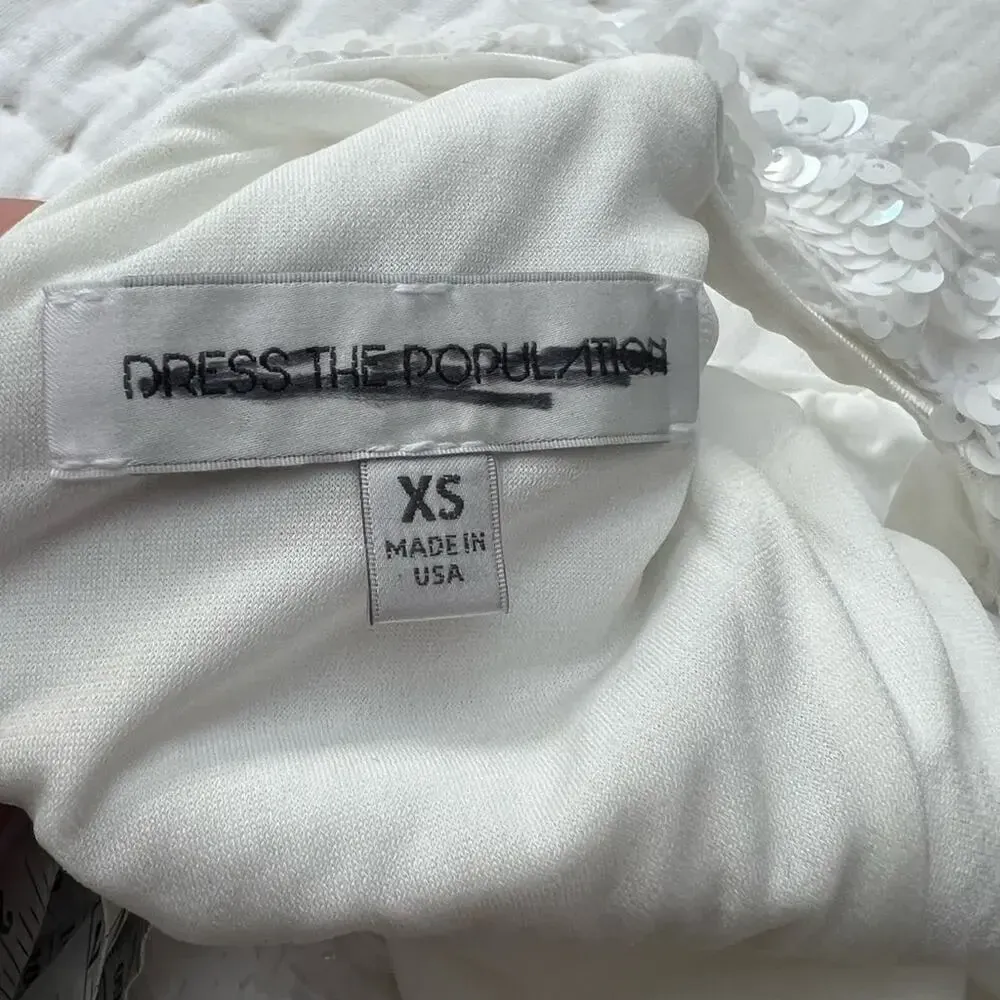 DRESS THE POPULATION
XS
MADE IN
USA